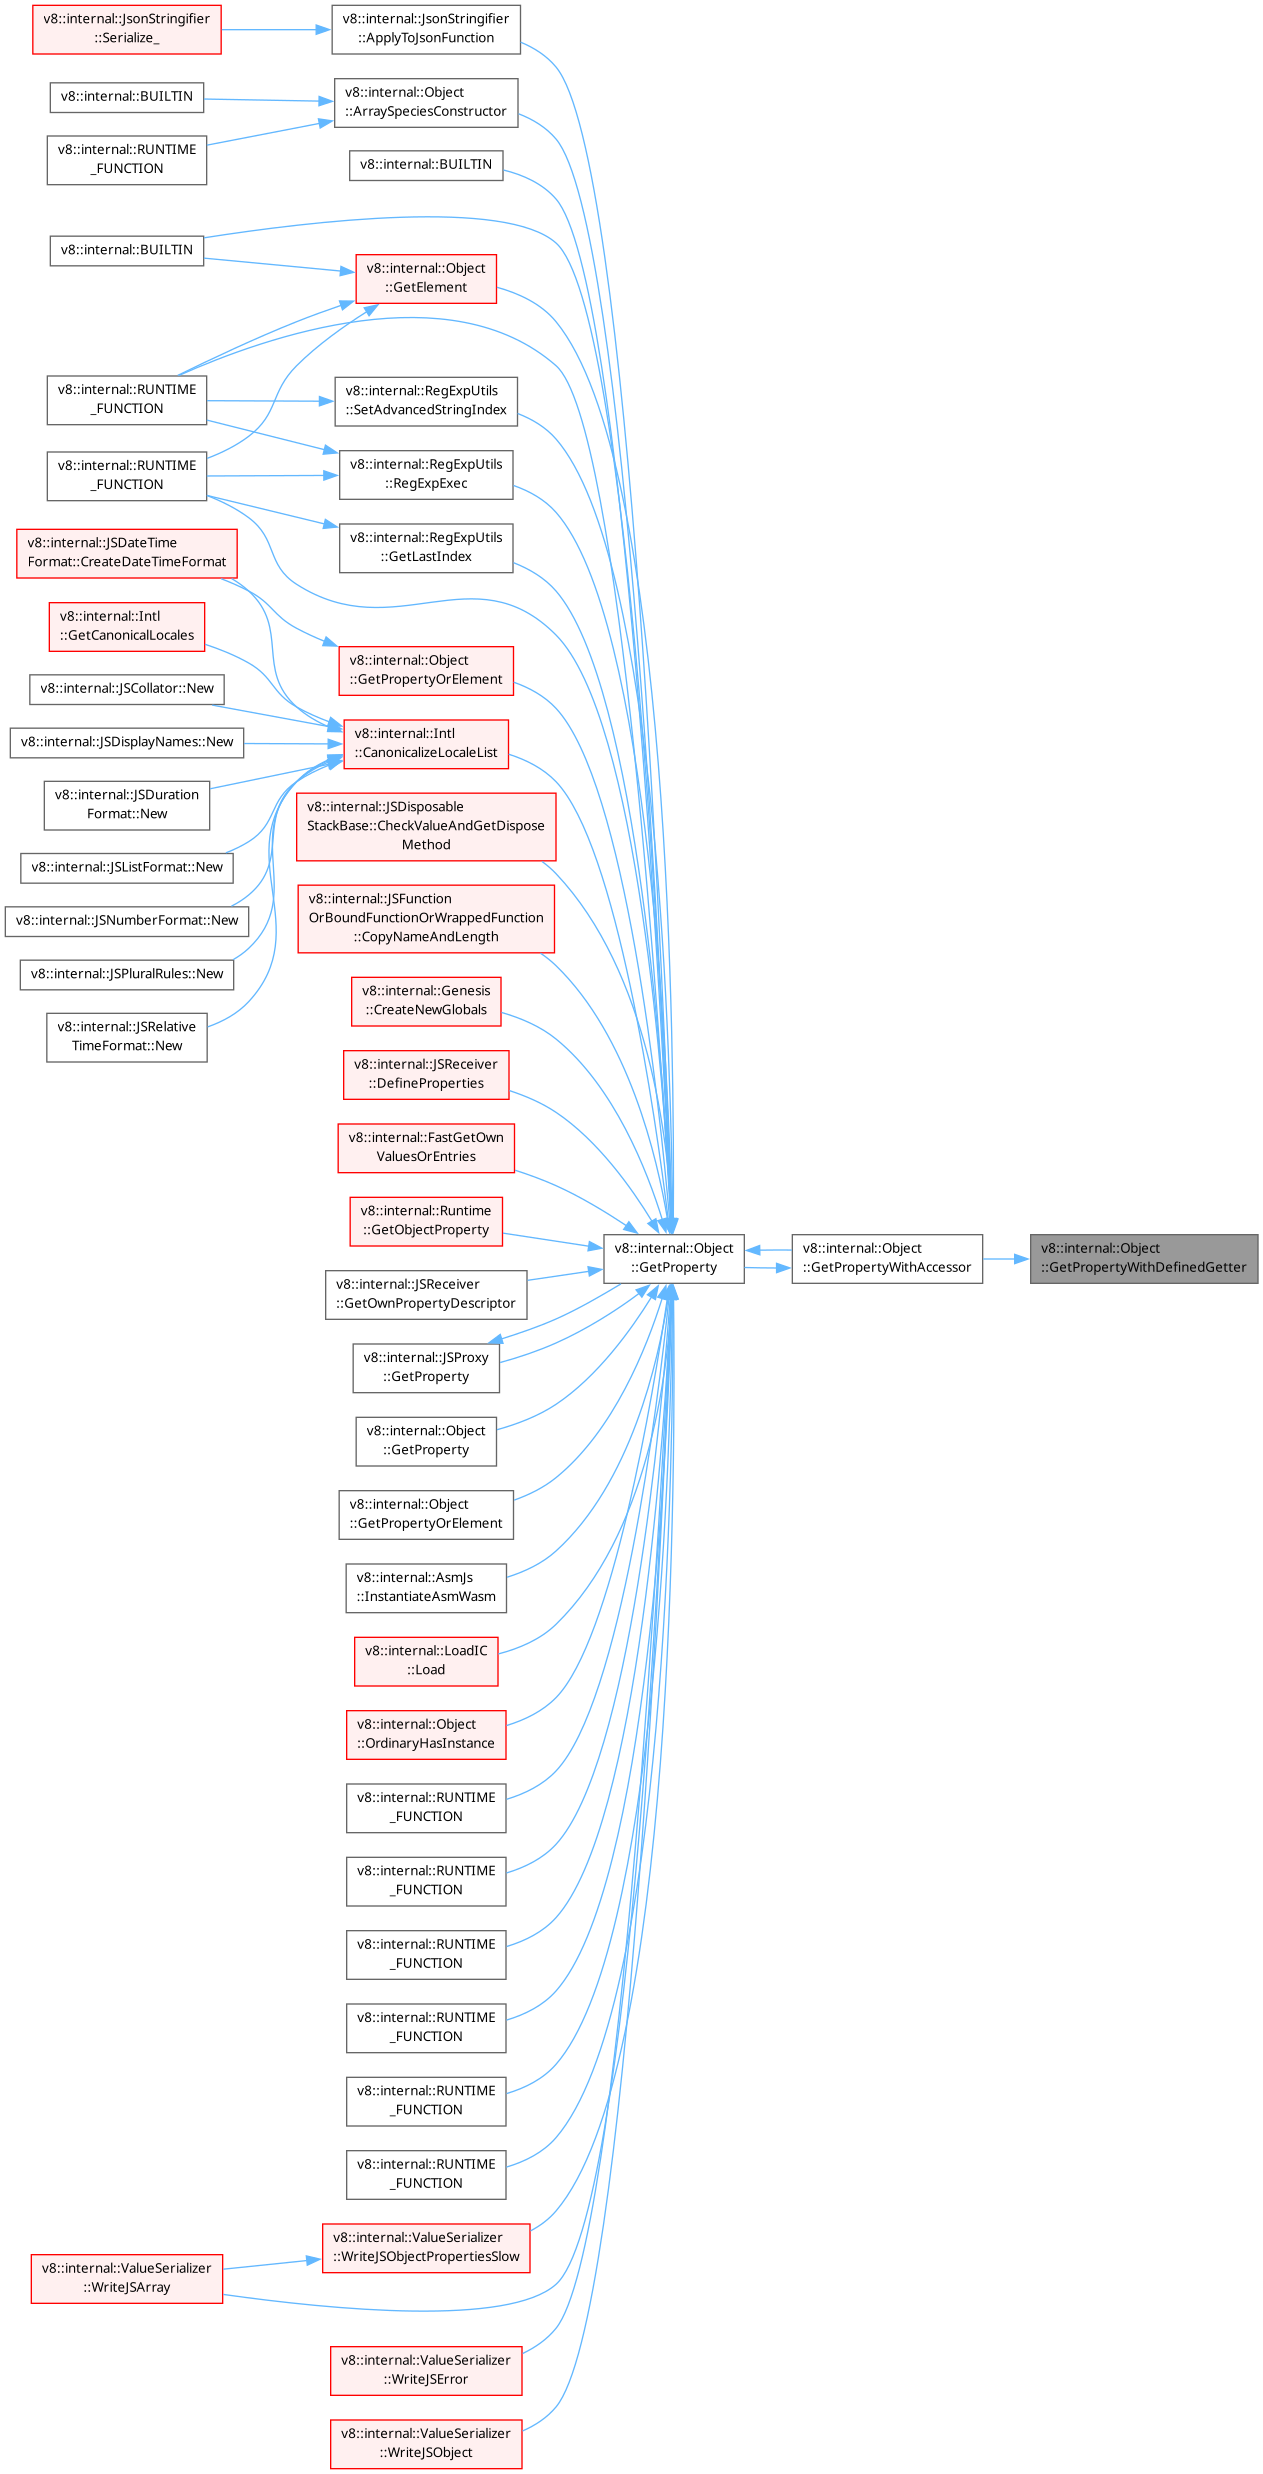 v8::internal::JsonStringifier
::Serialize_
v8::internal::JsonStringifier
::ApplyToJsonFunction
v8::internal::BUILTIN
v8::internal::Object
::ArraySpeciesConstructor
v8::internal::RUNTIME
_FUNCTION
v8::internal::BUILTIN
v8::internal::BUILTIN
v8::internal::Object
::GetElement
v8::internal::RUNTIME
_FUNCTION
v8::internal::RegExpUtils
::SetAdvancedStringIndex
v8::internal::RUNTIME
_FUNCTION
v8::internal::RegExpUtils
::RegExpExec
v8::internal::JSDateTime
Format::CreateDateTimeFormat
v8::internal::RegExpUtils
::GetLastIndex
v8::internal::Intl
::GetCanonicalLocales
v8::internal::Object
::GetPropertyOrElement
v8::internal::JSCollator::New
v8::internal::JSDisplayNames::New
v8::internal::Intl
::CanonicalizeLocaleList
v8::internal::JSDuration
Format::New
v8::internal::JSDisposable
StackBase::CheckValueAndGetDispose
Method
v8::internal::JSListFormat::New
v8::internal::JSNumberFormat::New
v8::internal::JSFunction
OrBoundFunctionOrWrappedFunction
::CopyNameAndLength
v8::internal::JSPluralRules::New
v8::internal::Genesis
::CreateNewGlobals
v8::internal::JSRelative
TimeFormat::New
v8::internal::JSReceiver
::DefineProperties
v8::internal::FastGetOwn
ValuesOrEntries
v8::internal::Runtime
::GetObjectProperty
v8::internal::Object
::GetProperty
v8::internal::Object
::GetPropertyWithAccessor
v8::internal::Object
::GetPropertyWithDefinedGetter
v8::internal::JSReceiver
::GetOwnPropertyDescriptor
v8::internal::JSProxy
::GetProperty
v8::internal::Object
::GetProperty
v8::internal::Object
::GetPropertyOrElement
v8::internal::AsmJs
::InstantiateAsmWasm
v8::internal::LoadIC
::Load
v8::internal::Object
::OrdinaryHasInstance
v8::internal::RUNTIME
_FUNCTION
v8::internal::RUNTIME
_FUNCTION
v8::internal::RUNTIME
_FUNCTION
v8::internal::RUNTIME
_FUNCTION
v8::internal::RUNTIME
_FUNCTION
v8::internal::RUNTIME
_FUNCTION
v8::internal::ValueSerializer
::WriteJSObjectPropertiesSlow
v8::internal::ValueSerializer
::WriteJSArray
v8::internal::ValueSerializer
::WriteJSError
v8::internal::ValueSerializer
::WriteJSObject